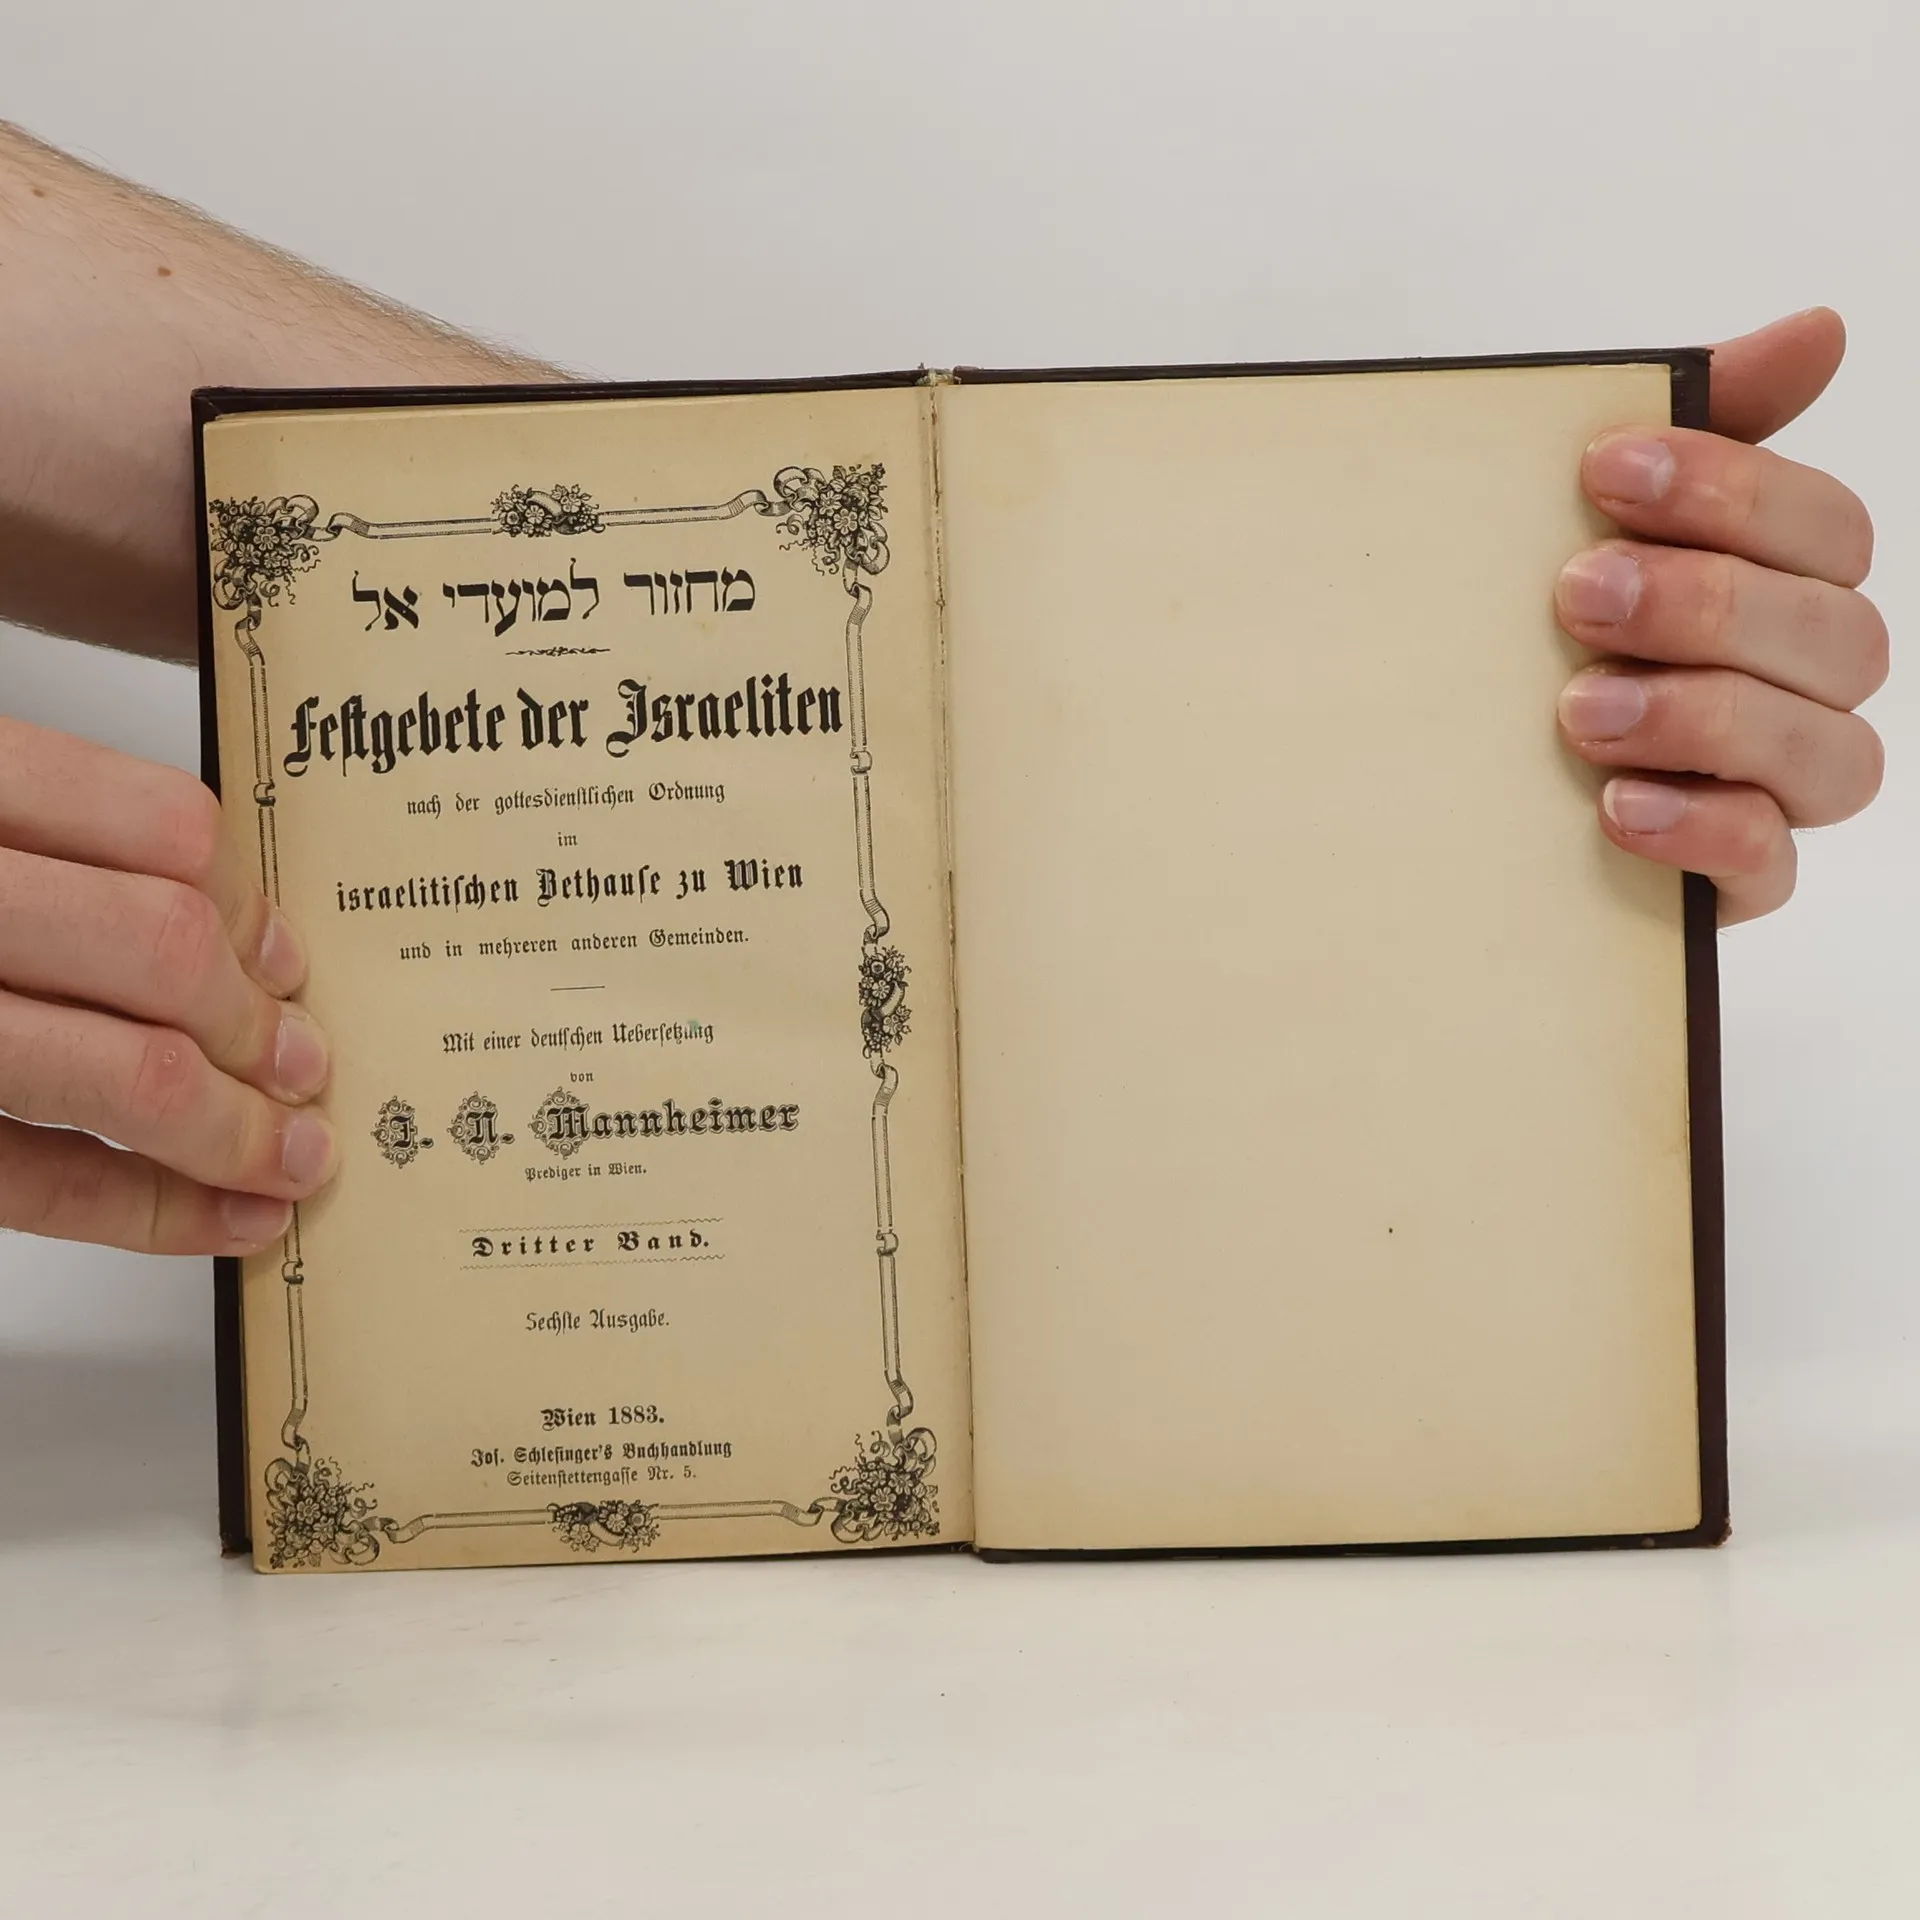 מחזור למועדי אל
Festgebete der Israeliten
nach der gottesdienstlichen Ordnung
im
israelitischen Bethause zu Wien
und in mehreren anderen Gemeinden.
Mit einer deutschen Uebersetzung
von
I. N. Mannheimer
Prediger in Wien.
Dritter Band.
Sechste Ausgabe.
Wien 1883.
Jos. Schlesinger's Buchhandlung
Seitenstettengasse Nr. 5.